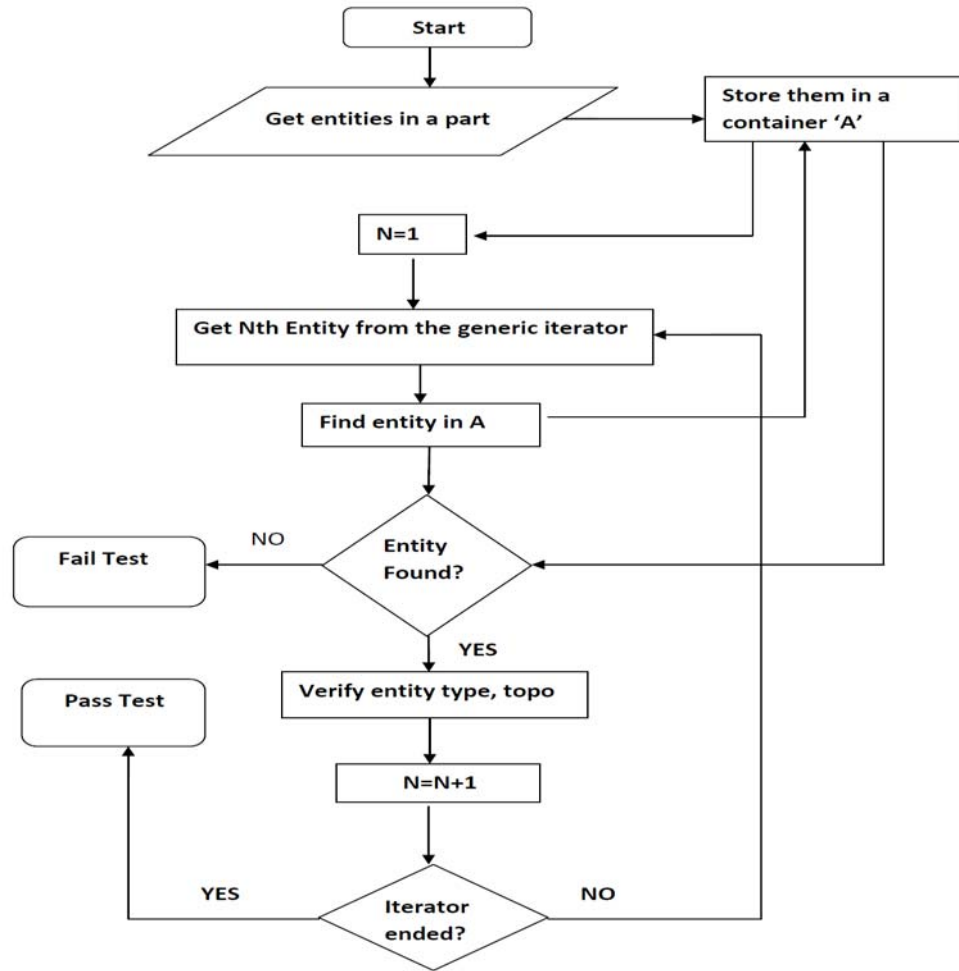 Start
Get entities in a part
Store them in a
container ‘A’
N=1
Get Nth Entity from the generic iterator
Find entity in A
Entity
Found?
NO
Fail Test
YES
Verify entity type, topo
Pass Test
N=N+1
YES
NO
Iterator
ended?